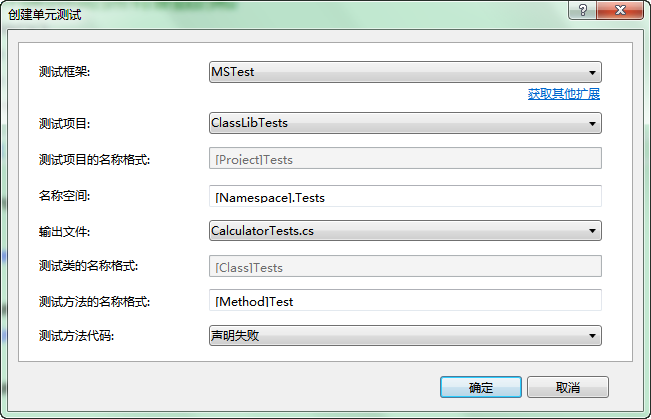 创建单元测试
测试框架: MSTest
获取其他扩展
测试项目: ClassLibTests
测试项目的名称格式: [Project]Tests
名称空间: [Namespace].Tests
输出文件: CalculatorTests.cs
测试类的名称格式: [Class]Tests
测试方法的名称格式: [Method]Test
测试方法代码: 声明失败
确定 取消